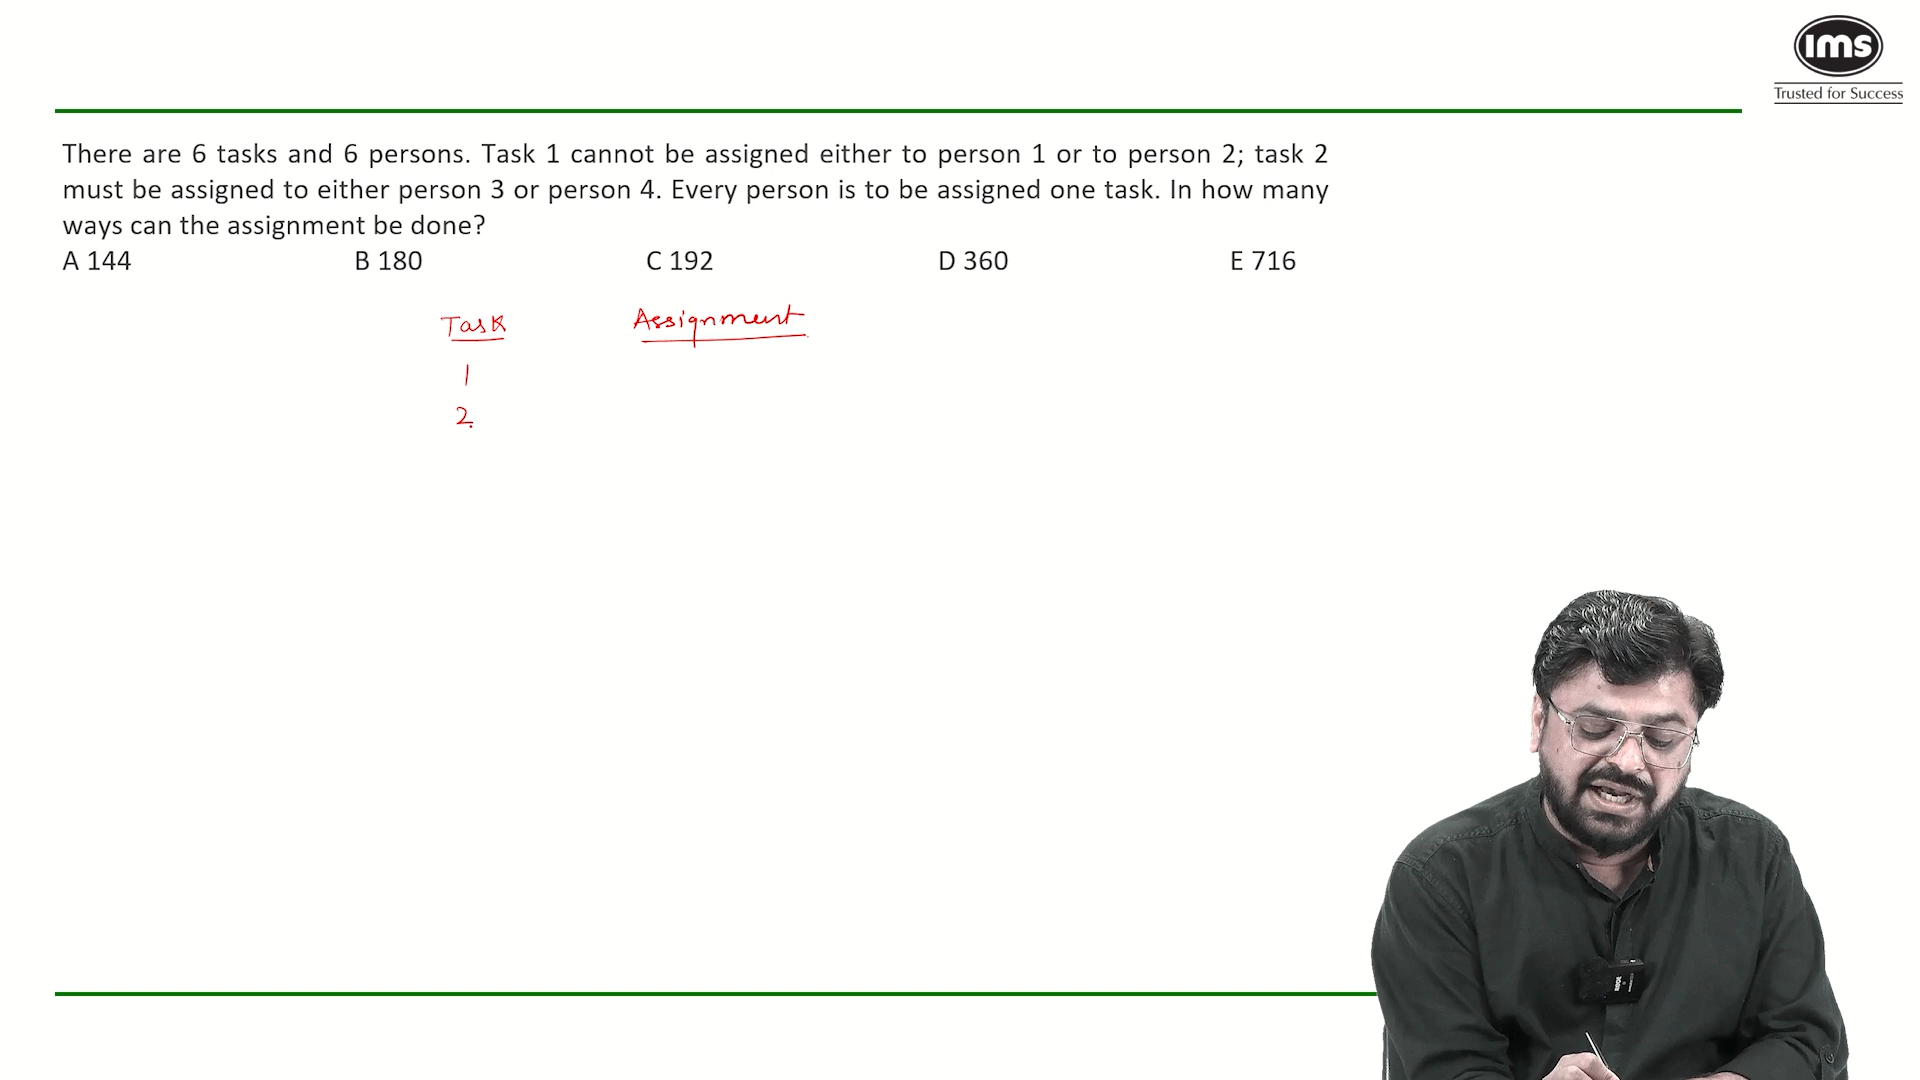 ims
Trusted for Success
There are 6 tasks and 6 persons. Task 1 cannot be assigned either to person 1 or to person 2; task 2
must be assigned to either person 3 or person 4. Every person is to be assigned one task. In how many
ways can the assignment be done?
A 144 B 180 C 192 D 360 E 716
Task Assignment
1
2